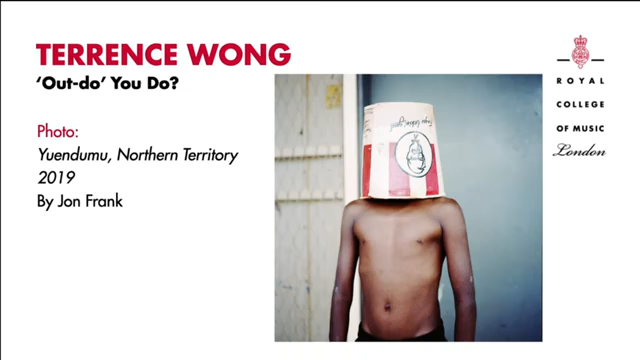 TERRENCE WONG
‘Out-do’ You Do?
Photo:
Yuendumu, Northern Territory
2019
By Jon Frank
ROYAL
COLLEGE
OF MUSIC
London